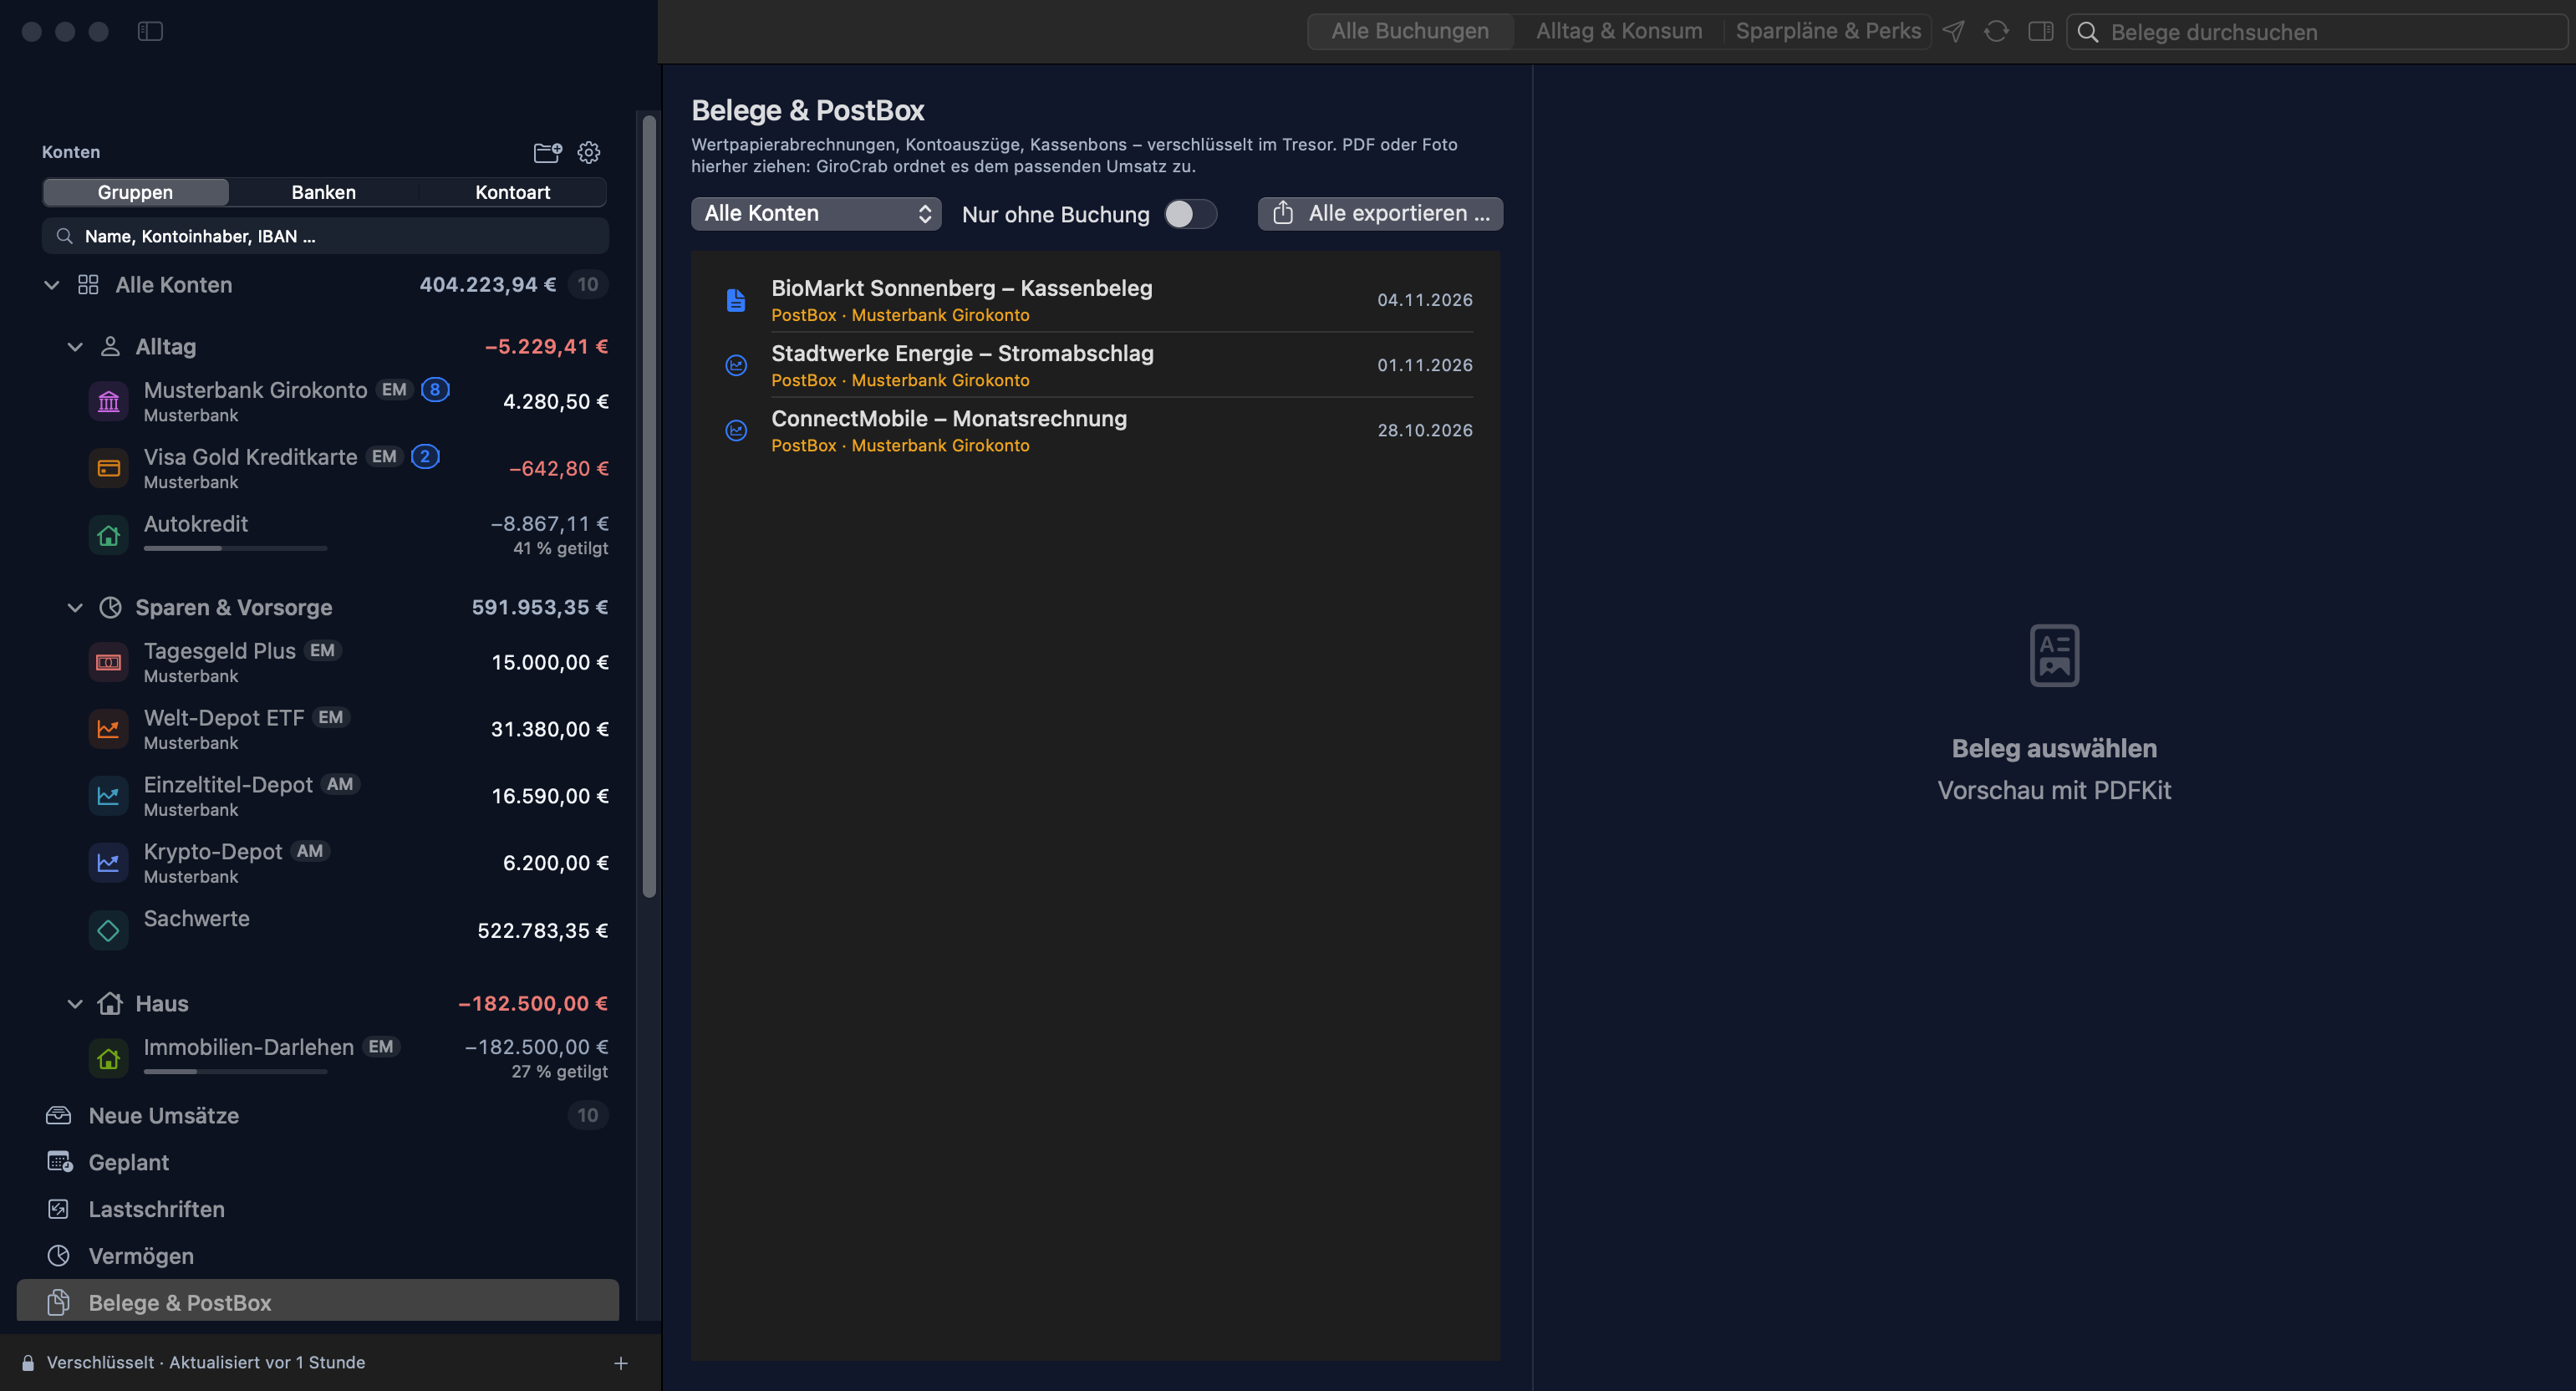 Alle Buchungen
Alltag & Konsum
Sparpläne & Perks
Belege durchsuchen
Konten
Gruppen
Banken
Kontoart
Name, Kontoinhaber, IBAN ...
Alle Konten 404.223,94 € 10
Alltag −5.229,41 €
Musterbank Girokonto EM 8
Musterbank
4.280,50 €
Visa Gold Kreditkarte EM 2
Musterbank
−642,80 €
Autokredit −8.867,11 €
41 % getilgt
Sparen & Vorsorge 591.953,35 €
Tagesgeld Plus EM
Musterbank
15.000,00 €
Welt-Depot ETF EM
Musterbank
31.380,00 €
Einzeltitel-Depot AM
Musterbank
16.590,00 €
Krypto-Depot AM
Musterbank
6.200,00 €
Sachwerte
522.783,35 €
Haus −182.500,00 €
Immobilien-Darlehen EM −182.500,00 €
27 % getilgt
Neue Umsätze 10
Geplant
Lastschriften
Vermögen
Belege & PostBox
Verschlüsselt · Aktualisiert vor 1 Stunde
Belege & PostBox
Wertpapierabrechnungen, Kontoauszüge, Kassenbons – verschlüsselt im Tresor. PDF oder Foto
hierher ziehen: GiroCrab ordnet es dem passenden Umsatz zu.
Alle Konten
Nur ohne Buchung
Alle exportieren ...
BioMarkt Sonnenberg – Kassenbeleg
PostBox · Musterbank Girokonto
04.11.2026
Stadtwerke Energie – Stromabschlag
PostBox · Musterbank Girokonto
01.11.2026
ConnectMobile – Monatsrechnung
PostBox · Musterbank Girokonto
28.10.2026
Beleg auswählen
Vorschau mit PDFKit